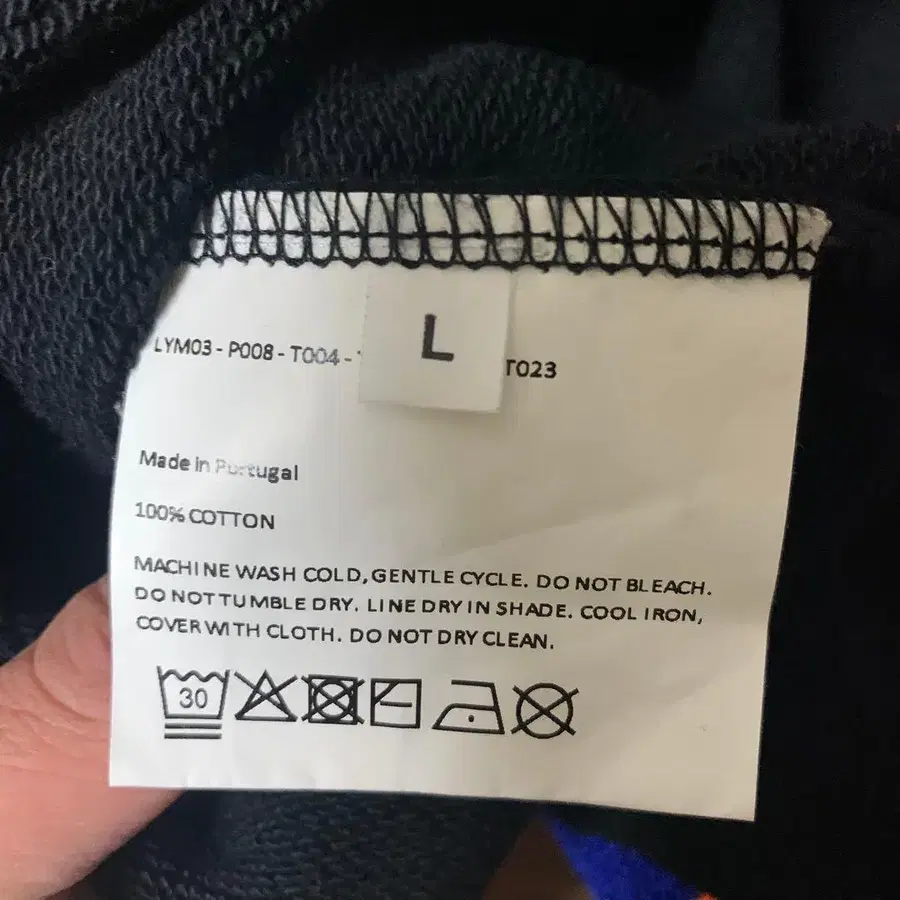 L
LYM03 - P008 - T004 - T023
Made in Portugal
100% COTTON
MACHINE WASH COLD, GENTLE CYCLE. DO NOT BLEACH.
DO NOT TUMBLE DRY. LINE DRY IN SHADE. COOL IRON,
COVER WITH CLOTH. DO NOT DRY CLEAN.
30